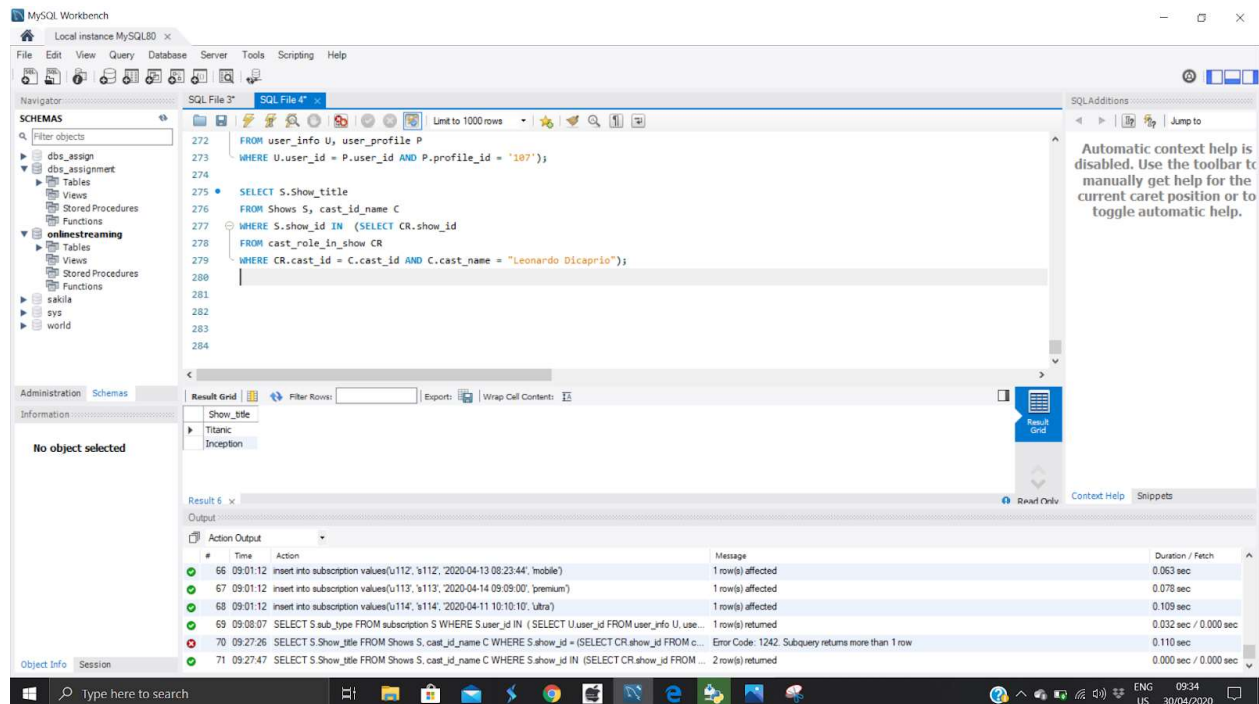 MySQL Workbench
Local instance MySQL80
File Edit View Query Database Server Tools Scripting Help
Navigator
SCHEMAS
Filter objects
dbs_assign
dbs_assignment
Tables
Views
Stored Procedures
Functions
onlinestreaming
Tables
Views
Stored Procedures
Functions
sakila
sys
world
Administration Schemas
Information
No object selected
Object Info Session
SQL File 3* SQL File 4*
Limit to 1000 rows
272 FROM user_info U, user_profile P
273 WHERE U.user_id = P.user_id AND P.profile_id = '107');
274
275 SELECT S.Show_title
276 FROM Shows S, cast_id_name C
277 WHERE S.show_id IN (SELECT CR.show_id
278 FROM cast_role_in_show CR
279 WHERE CR.cast_id = C.cast_id AND C.cast_name = "Leonardo Dicaprio");
280
281
282
283
284
Result Grid Filter Rows: Export: Wrap Cell Content:
Show_title
Titanic
Inception
Result Grid
Result 6 Read Only
SQLAdditions
Jump to
Automatic context help is
disabled. Use the toolbar to
manually get help for the
current caret position or to
toggle automatic help.
Context Help Snippets
Output
Action Output
# Time Action Message Duration / Fetch
66 09:01:12 insert into subscription values('u112', 's112', '2020-04-13 08:23:44', 'mobile') 1 row(s) affected 0.063 sec
67 09:01:12 insert into subscription values('u113', 's113', '2020-04-14 09:09:00', 'premium') 1 row(s) affected 0.078 sec
68 09:01:12 insert into subscription values('u114', 's114', '2020-04-11 10:10:10', 'ultra') 1 row(s) affected 0.109 sec
69 09:08:07 SELECT S.sub_type FROM subscription S WHERE S.user_id IN ( SELECT U.user_id FROM user_info U, use... 1 row(s) returned 0.032 sec / 0.000 sec
70 09:27:26 SELECT S.Show_title FROM Shows S, cast_id_name C WHERE S.show_id = (SELECT CR.show_id FROM c... Error Code: 1242. Subquery returns more than 1 row 0.110 sec
71 09:27:47 SELECT S.Show_title FROM Shows S, cast_id_name C WHERE S.show_id IN (SELECT CR.show_id FROM ... 2 row(s) returned 0.000 sec / 0.000 sec
Type here to search
ENG 09:34
US 30/04/2020